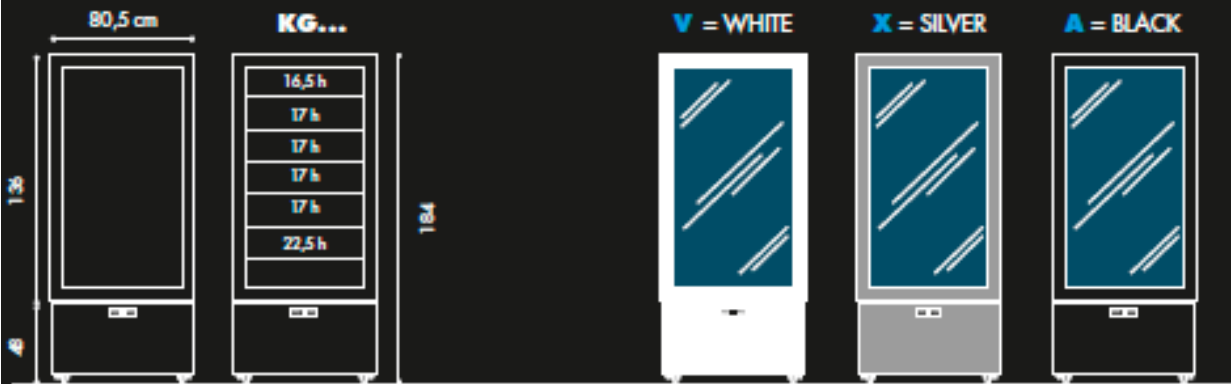 80,5 cm
KG...
V = WHITE
X = SILVER
A = BLACK
16,5 h
17 h
17 h
17 h
17 h
22,5 h
136
184
48